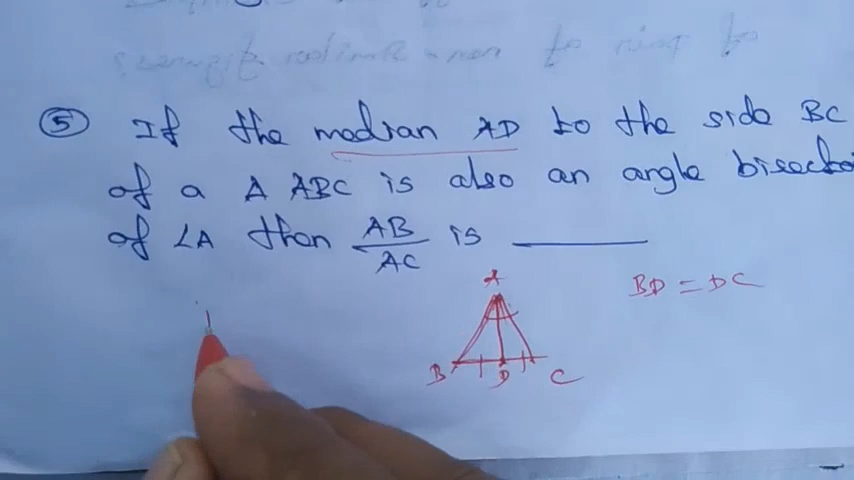 ⑤ If the median AD to the side BC
of a Δ ABC is also an angle bisecto
of ∠A then AB/AC is ______
A
BD = DC
B D C